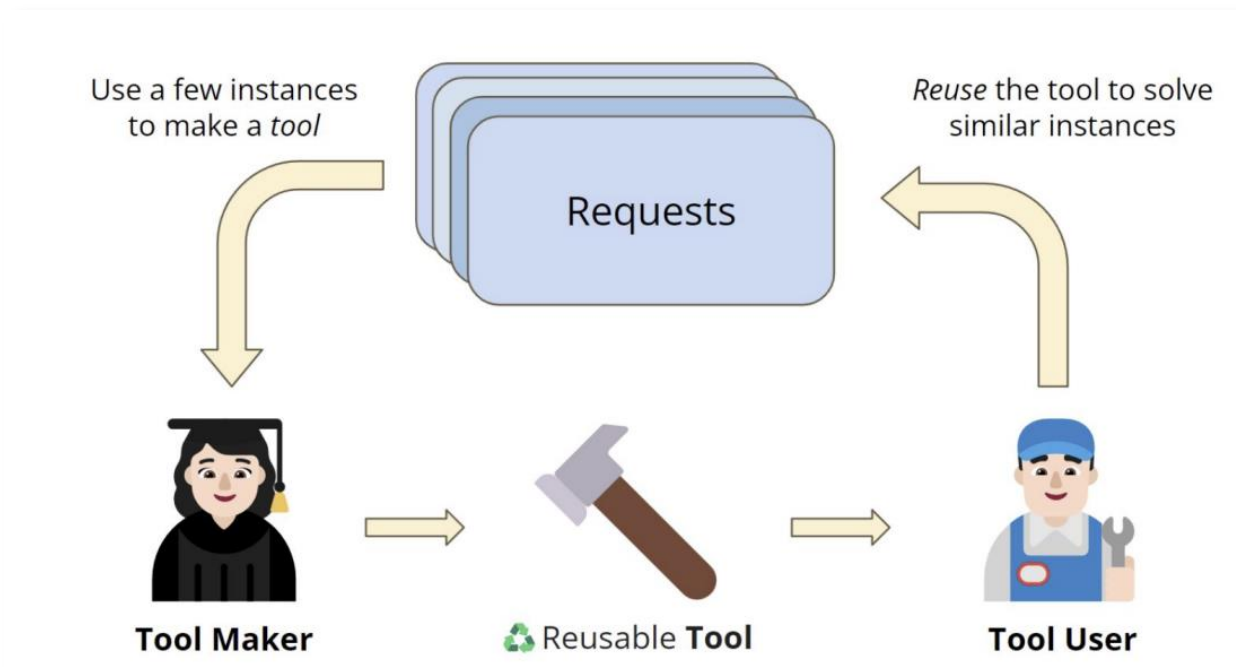 Use a few instances
to make a tool
Reuse the tool to solve
similar instances
Requests
Tool Maker
Reusable Tool
Tool User